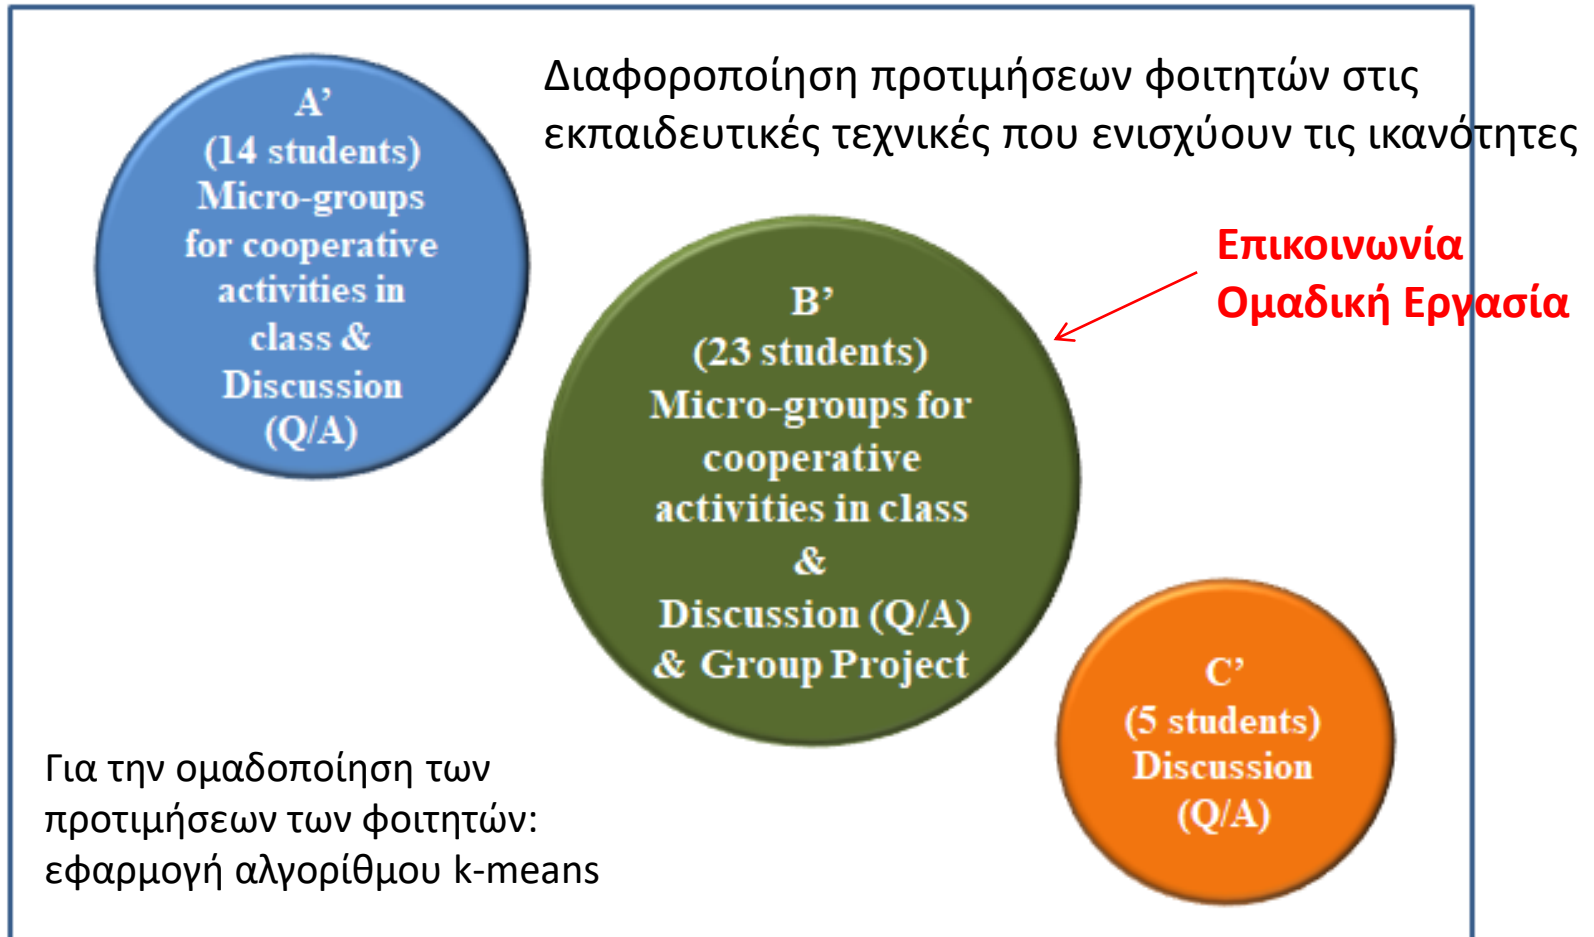 Διαφοροποίηση προτιμήσεων φοιτητών στις
εκπαιδευτικές τεχνικές που ενισχύουν τις ικανότητες
A’
(14 students)
Micro-groups
for cooperative
activities in
class &
Discussion
(Q/A)
Επικοινωνία
Ομαδική Εργασία
B’
(23 students)
Micro-groups for
cooperative
activities in class
&
Discussion (Q/A)
& Group Project
C’
(5 students)
Discussion
(Q/A)
Για την ομαδοποίηση των
προτιμήσεων των φοιτητών:
εφαρμογή αλγορίθμου k-means